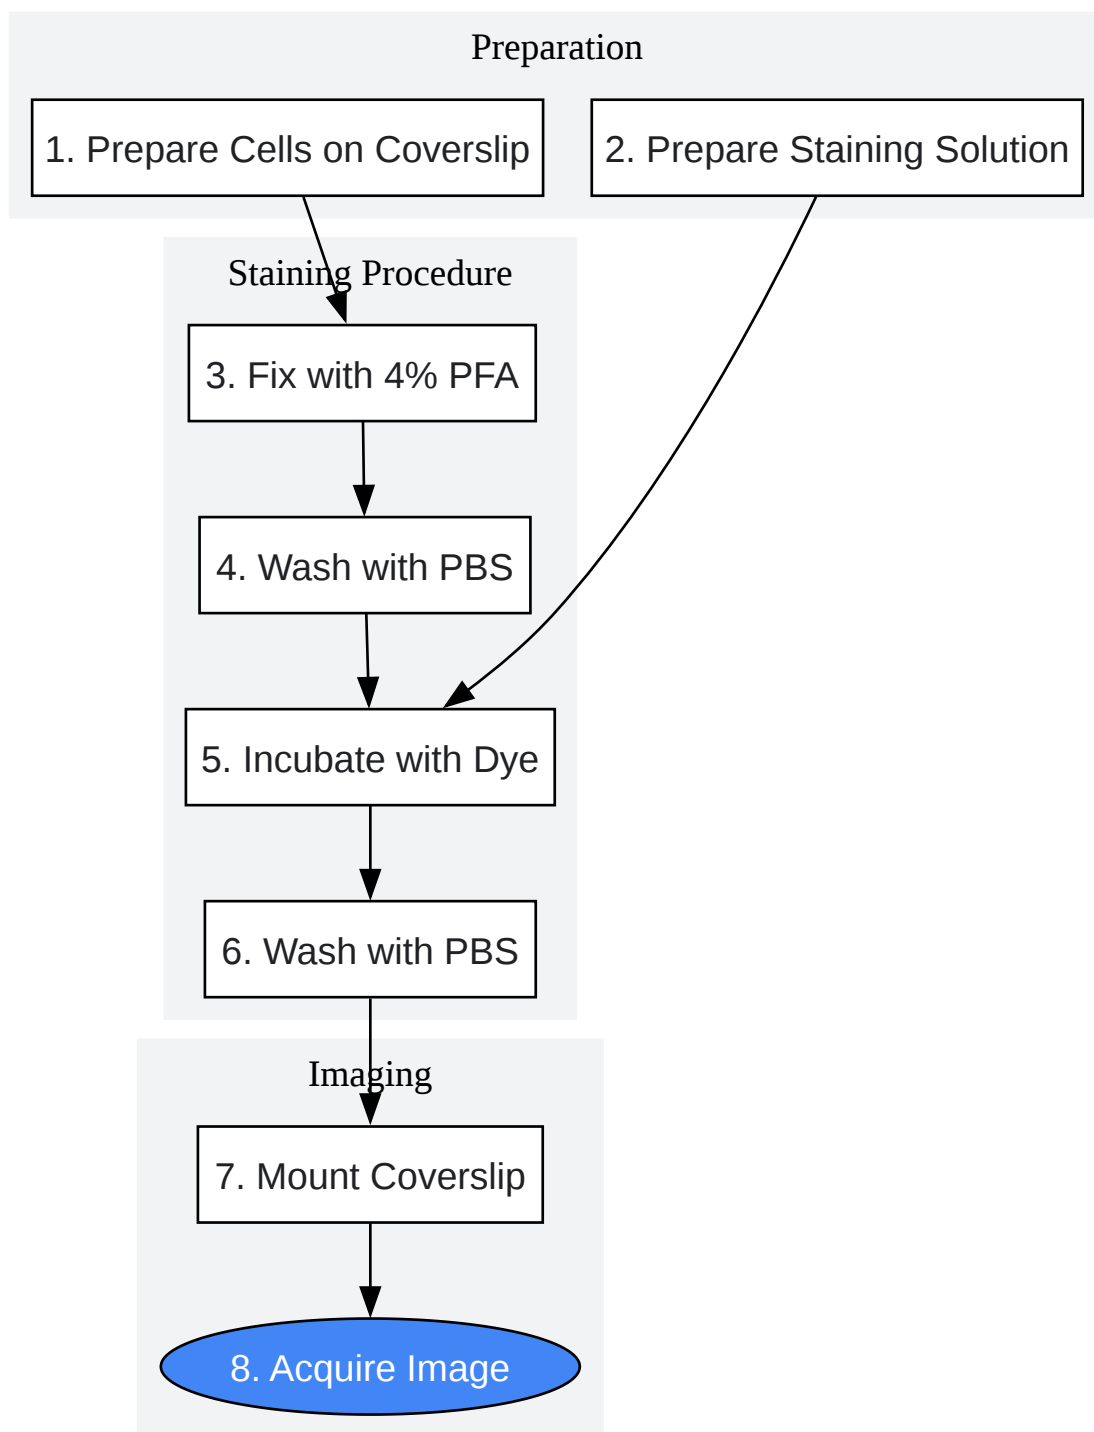 Preparation
1. Prepare Cells on Coverslip
2. Prepare Staining Solution
Staining Procedure
3. Fix with 4% PFA
4. Wash with PBS
5. Incubate with Dye
6. Wash with PBS
Imaging
7. Mount Coverslip
8. Acquire Image